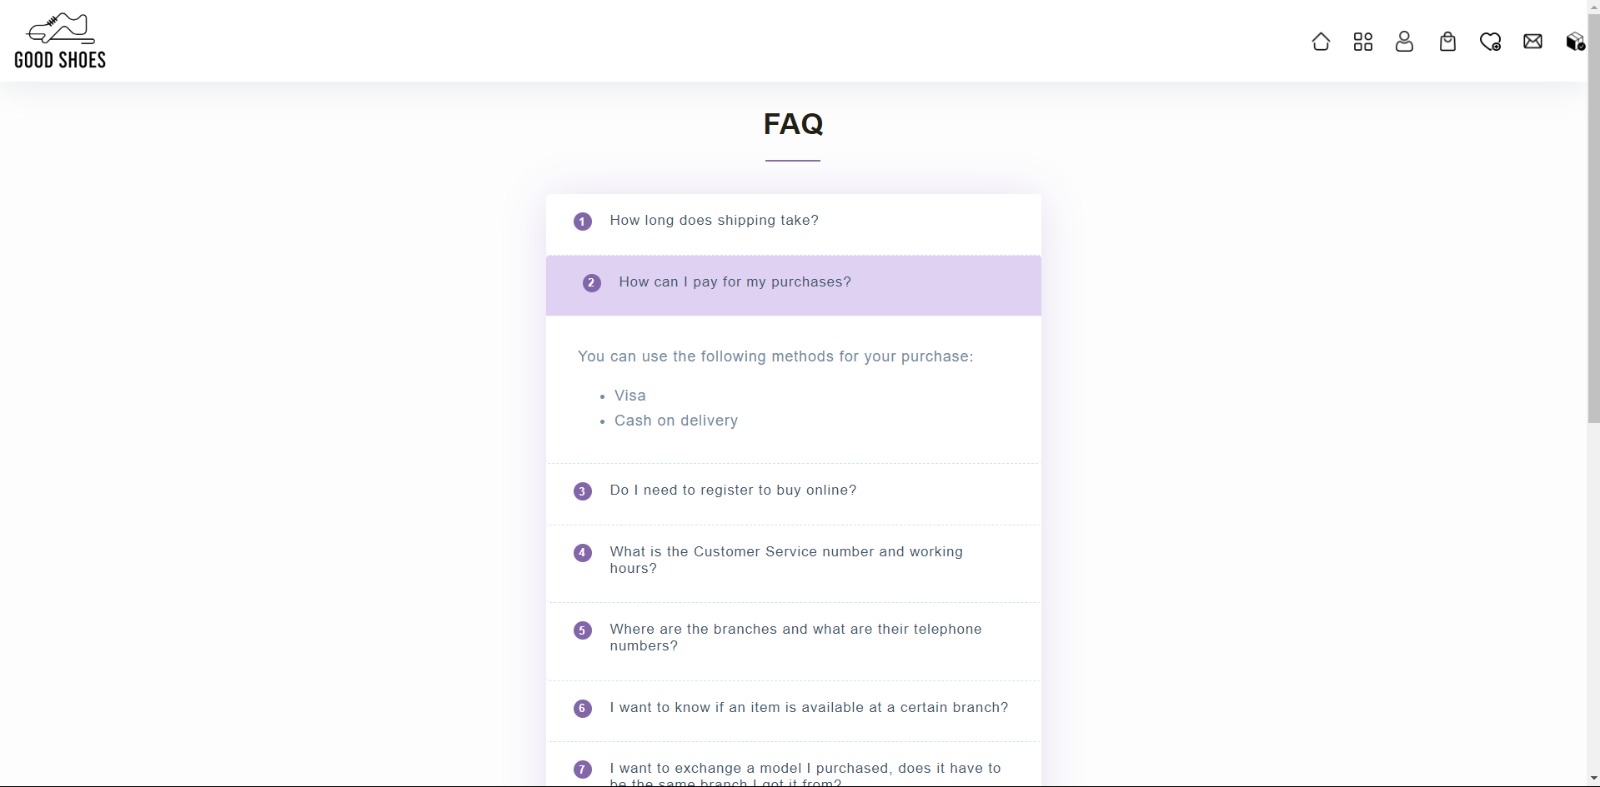 GOOD SHOES
FAQ
1 How long does shipping take?
2 How can I pay for my purchases?
You can use the following methods for your purchase:
• Visa
• Cash on delivery
3 Do I need to register to buy online?
4 What is the Customer Service number and working
hours?
5 Where are the branches and what are their telephone
numbers?
6 I want to know if an item is available at a certain branch?
7 I want to exchange a model I purchased, does it have to
be the same branch I got it from?